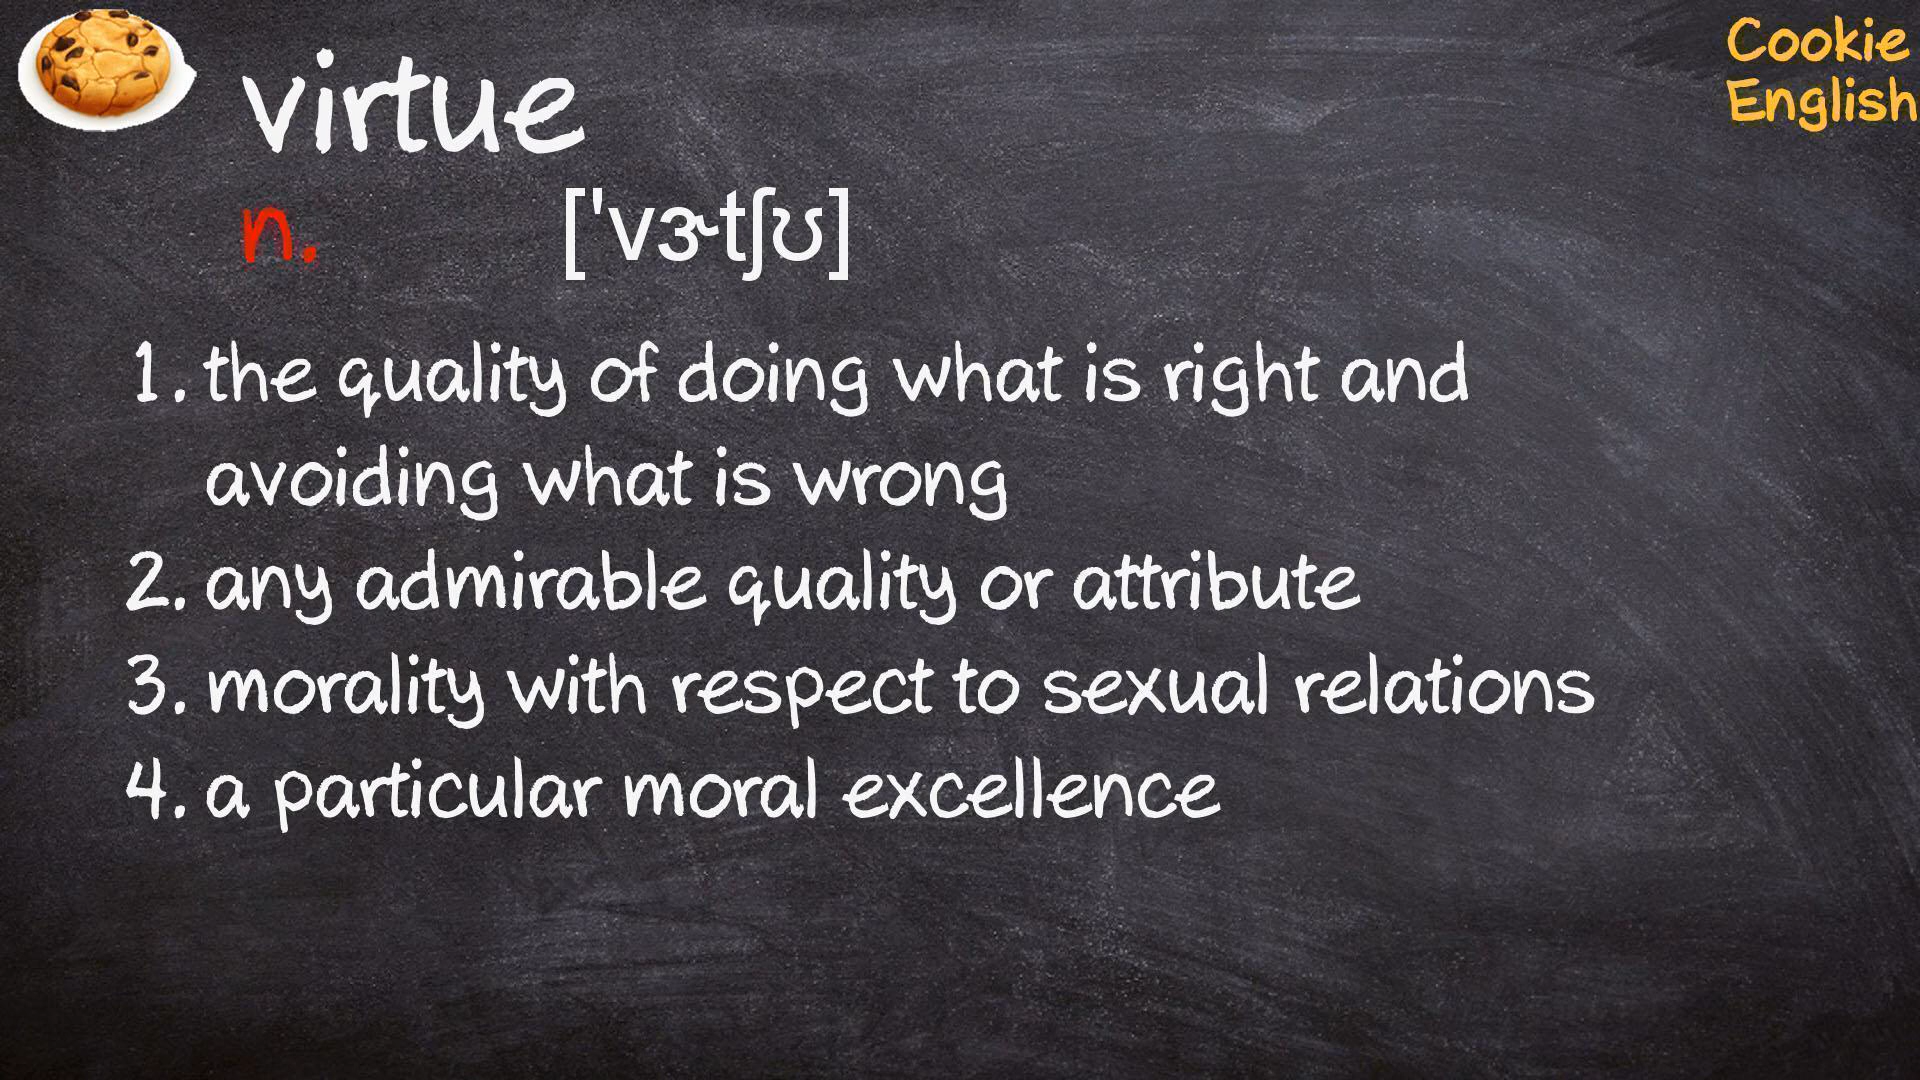 virtue
Cookie
English
n. ['vɝtʃʊ]
1. the quality of doing what is right and
avoiding what is wrong
2. any admirable quality or attribute
3. morality with respect to sexual relations
4. a particular moral excellence